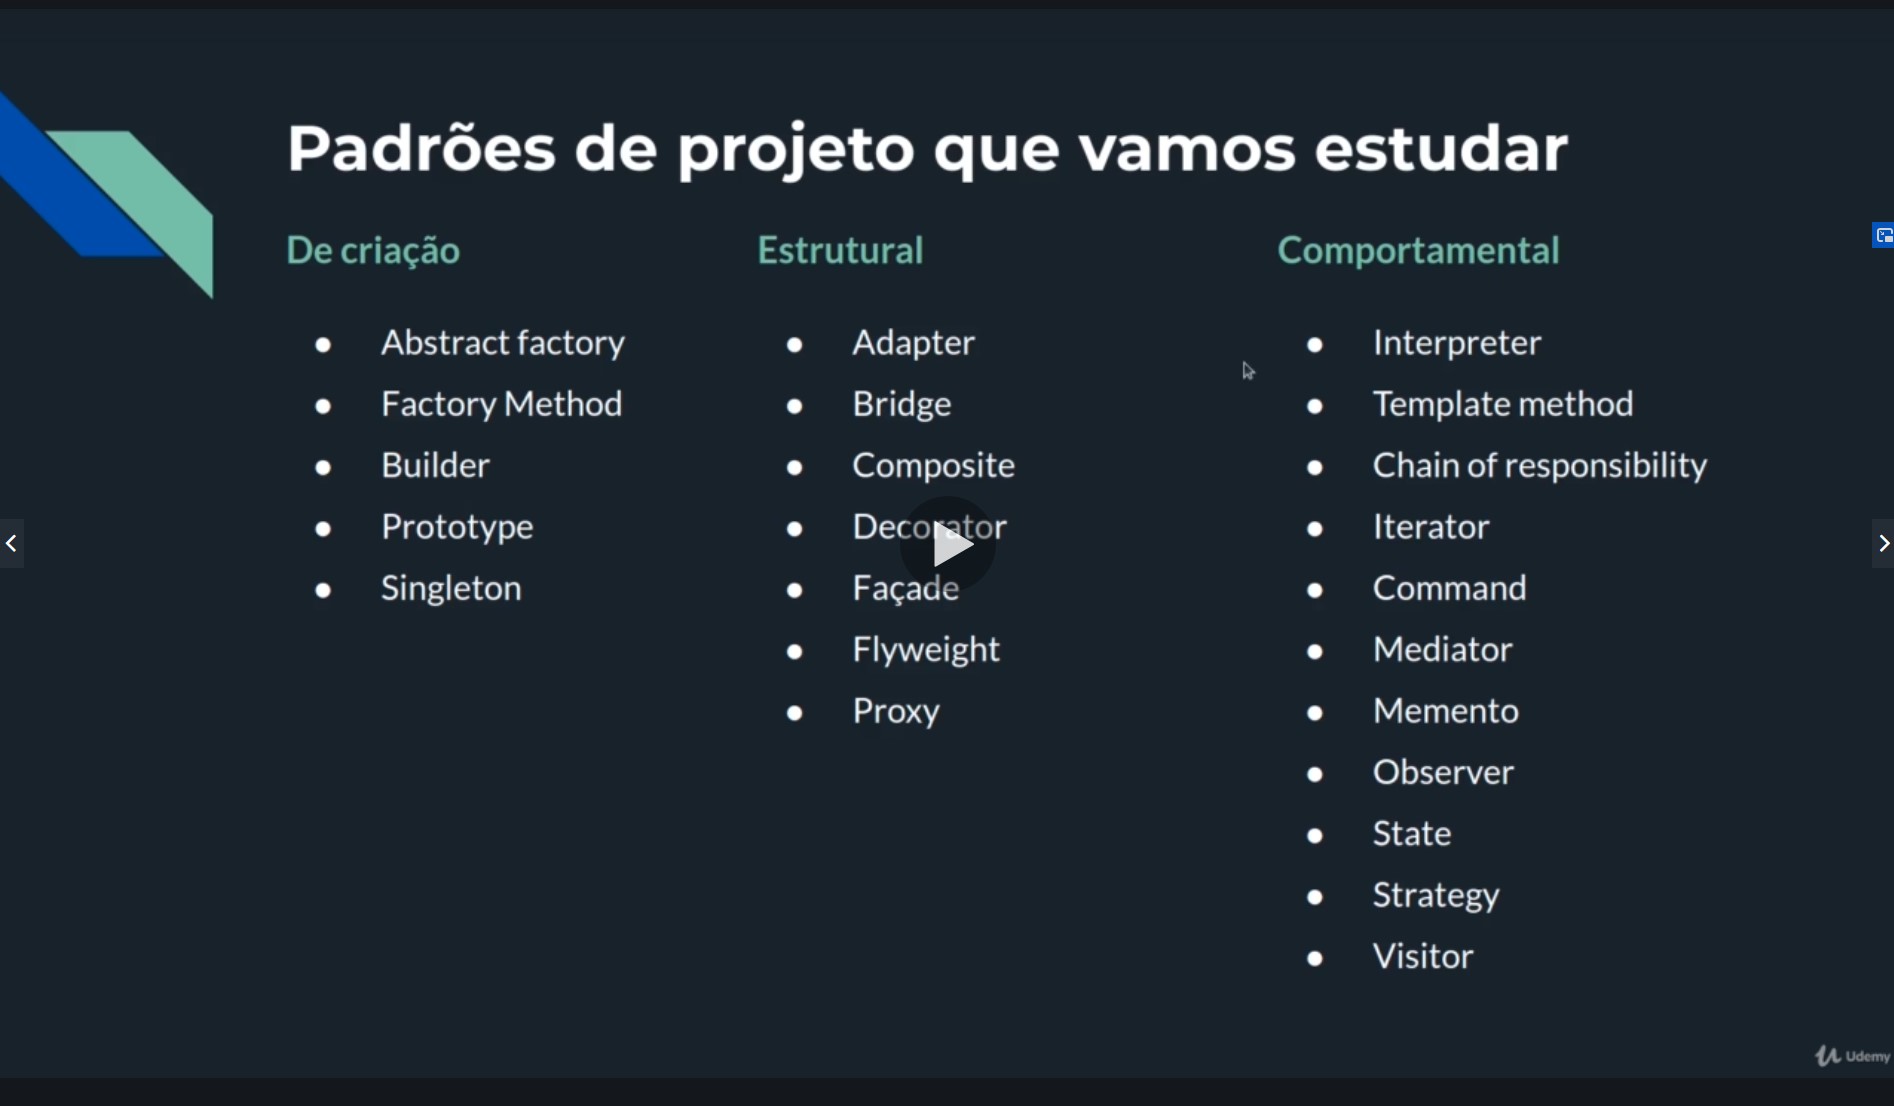 Padrões de projeto que vamos estudar
De criação
Abstract factory
Factory Method
Builder
Prototype
Singleton
Estrutural
Adapter
Bridge
Composite
Decorator
Façade
Flyweight
Proxy
Comportamental
Interpreter
Template method
Chain of responsibility
Iterator
Command
Mediator
Memento
Observer
State
Strategy
Visitor
Udemy